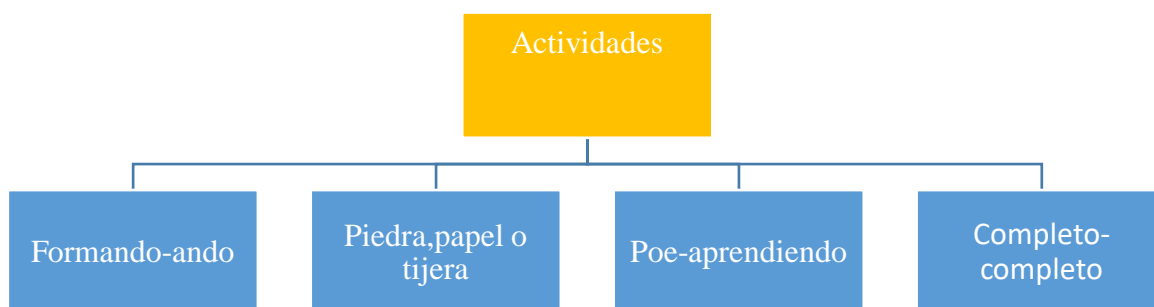 Actividades
Formando-ando
Piedra,papel o
tijera
Poe-aprendiendo
Completo-
completo